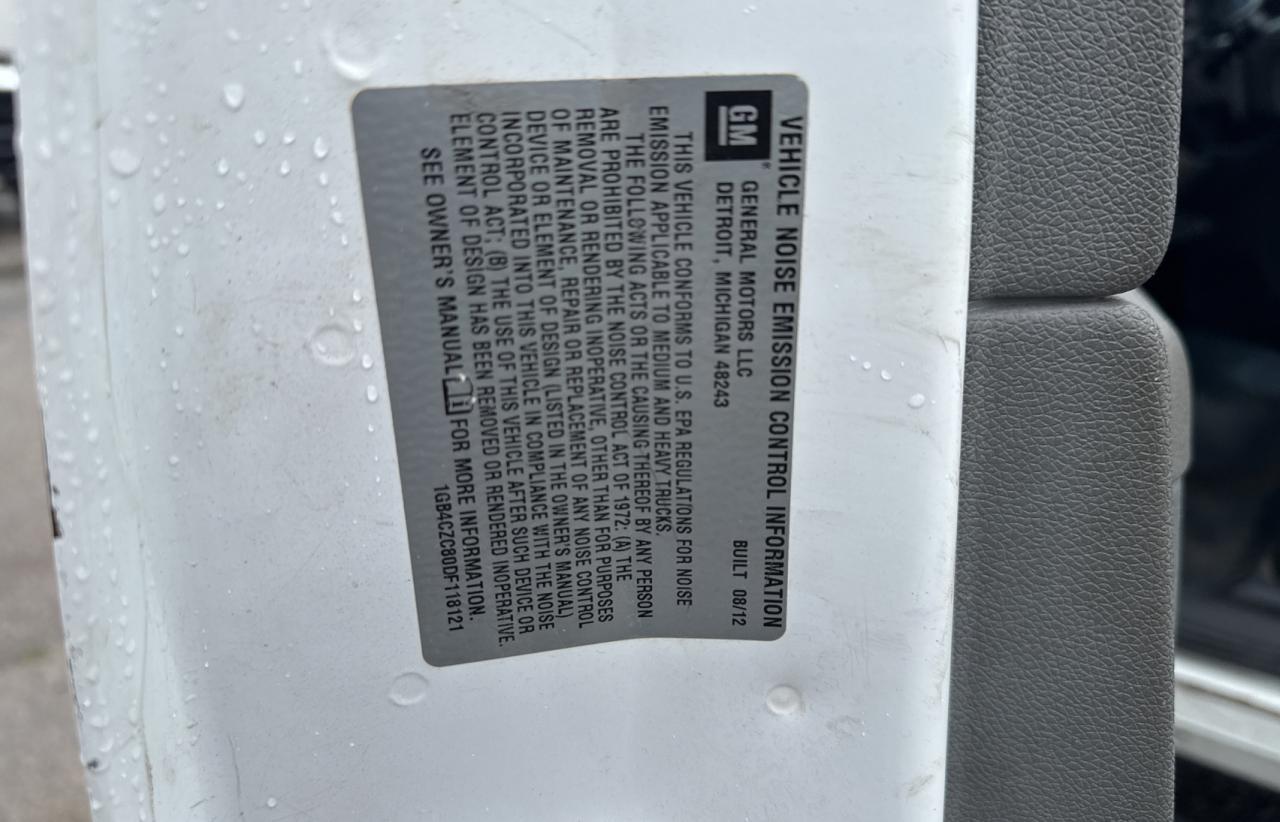 VEHICLE NOISE EMISSION CONTROL INFORMATION
GM®
GENERAL MOTORS LLC
DETROIT, MICHIGAN 48243
BUILT 08/12
THIS VEHICLE CONFORMS TO U.S. EPA REGULATIONS FOR NOISE
EMISSION APPLICABLE TO MEDIUM AND HEAVY TRUCKS.
THE FOLLOWING ACTS OR THE CAUSING THEREOF BY ANY PERSON
ARE PROHIBITED BY THE NOISE CONTROL ACT OF 1972: (A) THE
REMOVAL OR RENDERING INOPERATIVE, OTHER THAN FOR PURPOSES
OF MAINTENANCE, REPAIR OR REPLACEMENT OF ANY NOISE CONTROL
DEVICE OR ELEMENT OF DESIGN (LISTED IN THE OWNER'S MANUAL)
INCORPORATED INTO THIS VEHICLE IN COMPLIANCE WITH THE NOISE
CONTROL ACT; (B) THE USE OF THIS VEHICLE AFTER SUCH DEVICE OR
ELEMENT OF DESIGN HAS BEEN REMOVED OR RENDERED INOPERATIVE.
SEE OWNER'S MANUAL i FOR MORE INFORMATION.
1GB4CZC80DF118121